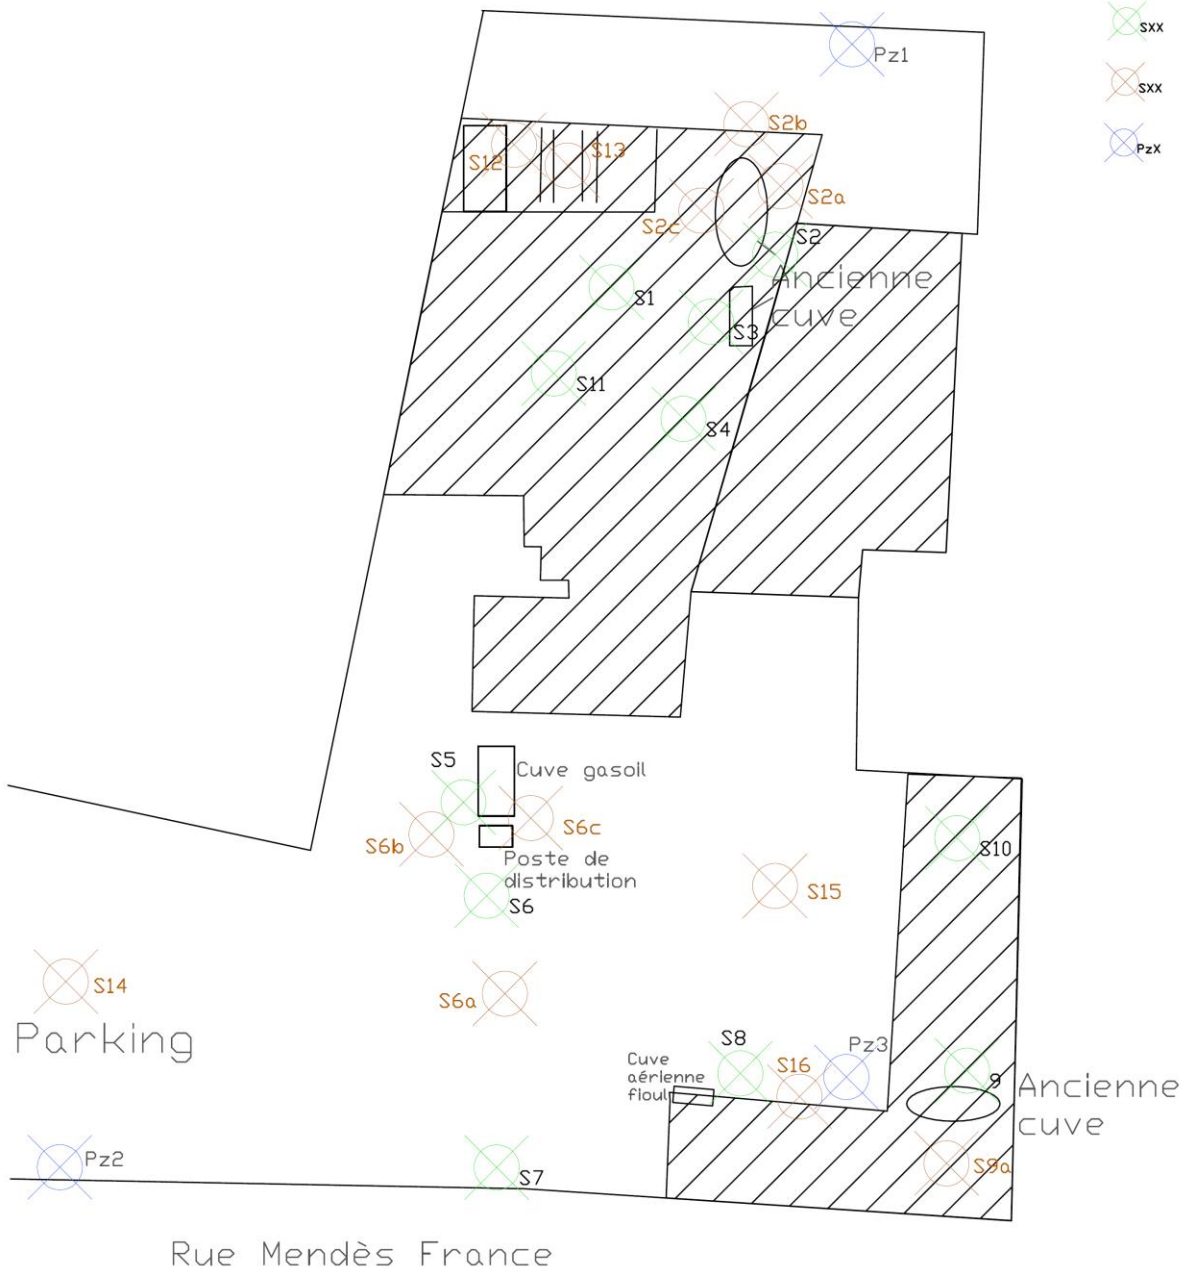 SXX
Pz1
SXX
S2b
PzX
S12
S13
S2a
S2c
S2
Ancienne
cuve
S1
S3
S11
S4
S5
Cuve gasoil
S6b
S6c
Poste de
distribution
S6
S10
S15
S14
S6a
Parking
S8
Pz3
Cuve
aérienne
fioul
S16
9
Ancienne
cuve
Pz2
S7
S9a
Rue Mendès France